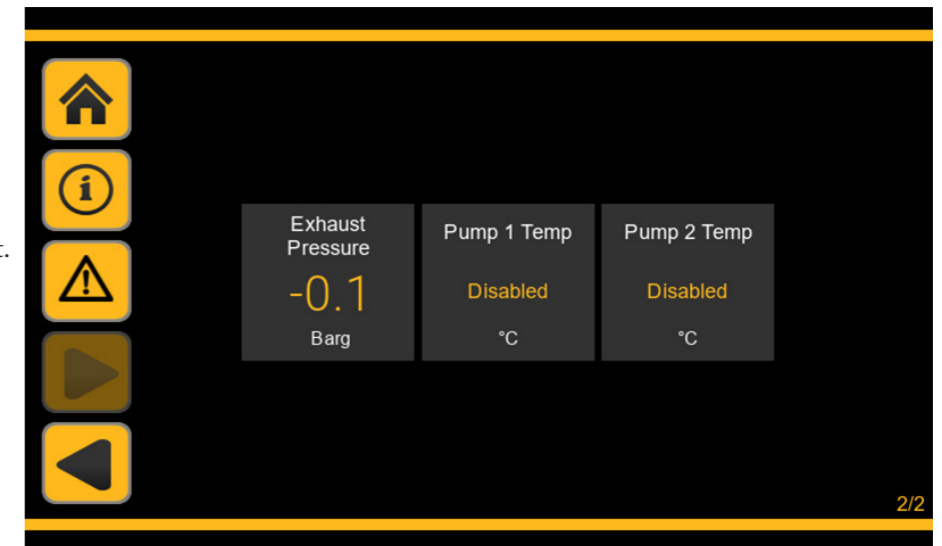 t.
Exhaust
Pressure
-0.1
Barg
Pump 1 Temp
Disabled
°C
Pump 2 Temp
Disabled
°C
2/2